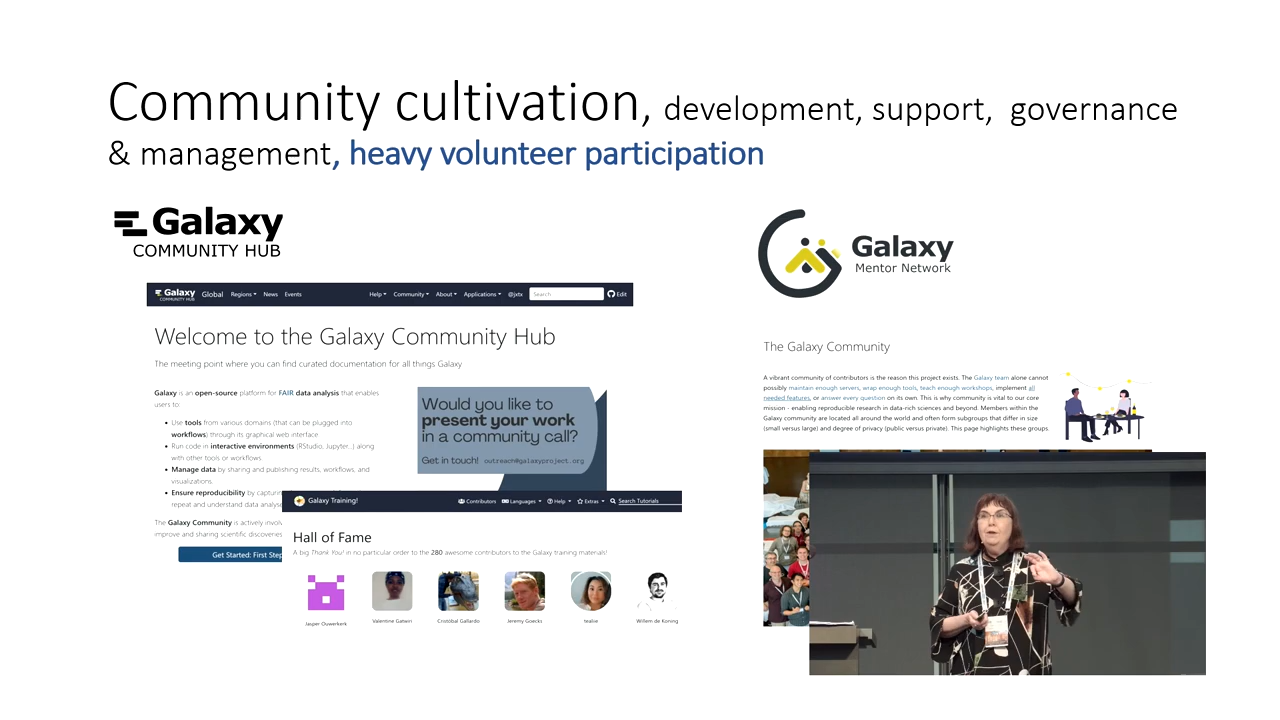 Community cultivation, development, support, governance
& management, heavy volunteer participation
Galaxy
COMMUNITY HUB
Galaxy
COMMUNITY HUB
Global Regions News Events Help Community About Applications @jxtx Search Edit
Welcome to the Galaxy Community Hub
The meeting point where you can find curated documentation for all things Galaxy
Galaxy is an open-source platform for FAIR data analysis that enables
users to:
Use tools from various domains (that can be plugged into
workflows) through its graphical web interface.
Run code in interactive environments (RStudio, Jupyter...) along
with other tools or workflows.
Manage data by sharing and publishing results, workflows, and
visualizations.
Ensure reproducibility by capturin
repeat and understand data analyse
The Galaxy Community is actively involv
improve and sharing scientific discoveries
Get Started: First Step
Would you like to
present your work
in a community call?
Get in touch! outreach@galaxyproject.org
Galaxy Training! Contributors Languages Help Extras Search Tutorials
Hall of Fame
A big Thank You! in no particular order to the 280 awesome contributors to the Galaxy training materials!
Jasper Ouwerkerk Valentine Gatwiri Cristóbal Gallardo Jeremy Goecks tealive Willem de Koning
Galaxy
Mentor Network
The Galaxy Community
A vibrant community of contributors is the reason this project exists. The Galaxy team alone cannot
possibly maintain enough servers, wrap enough tools, teach enough workshops, implement all
needed features, or answer every question on its own. This is why community is vital to our core
mission - enabling reproducible research in data-rich sciences and beyond. Members within the
Galaxy community are located all around the world and often form subgroups that differ in size
(small versus large) and degree of privacy (public versus private). This page highlights these groups.